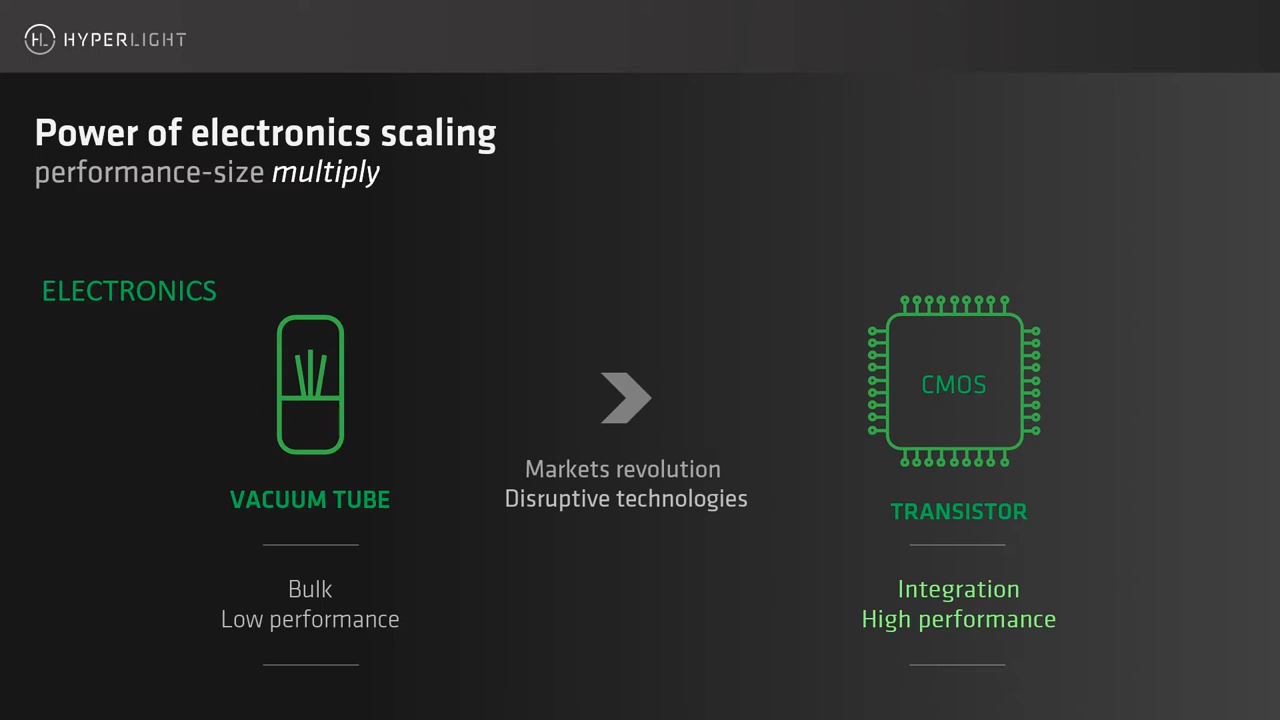 HL HYPERLIGHT
Power of electronics scaling
performance-size multiply
ELECTRONICS
CMOS
Markets revolution
Disruptive technologies
VACUUM TUBE
TRANSISTOR
Bulk
Low performance
Integration
High performance